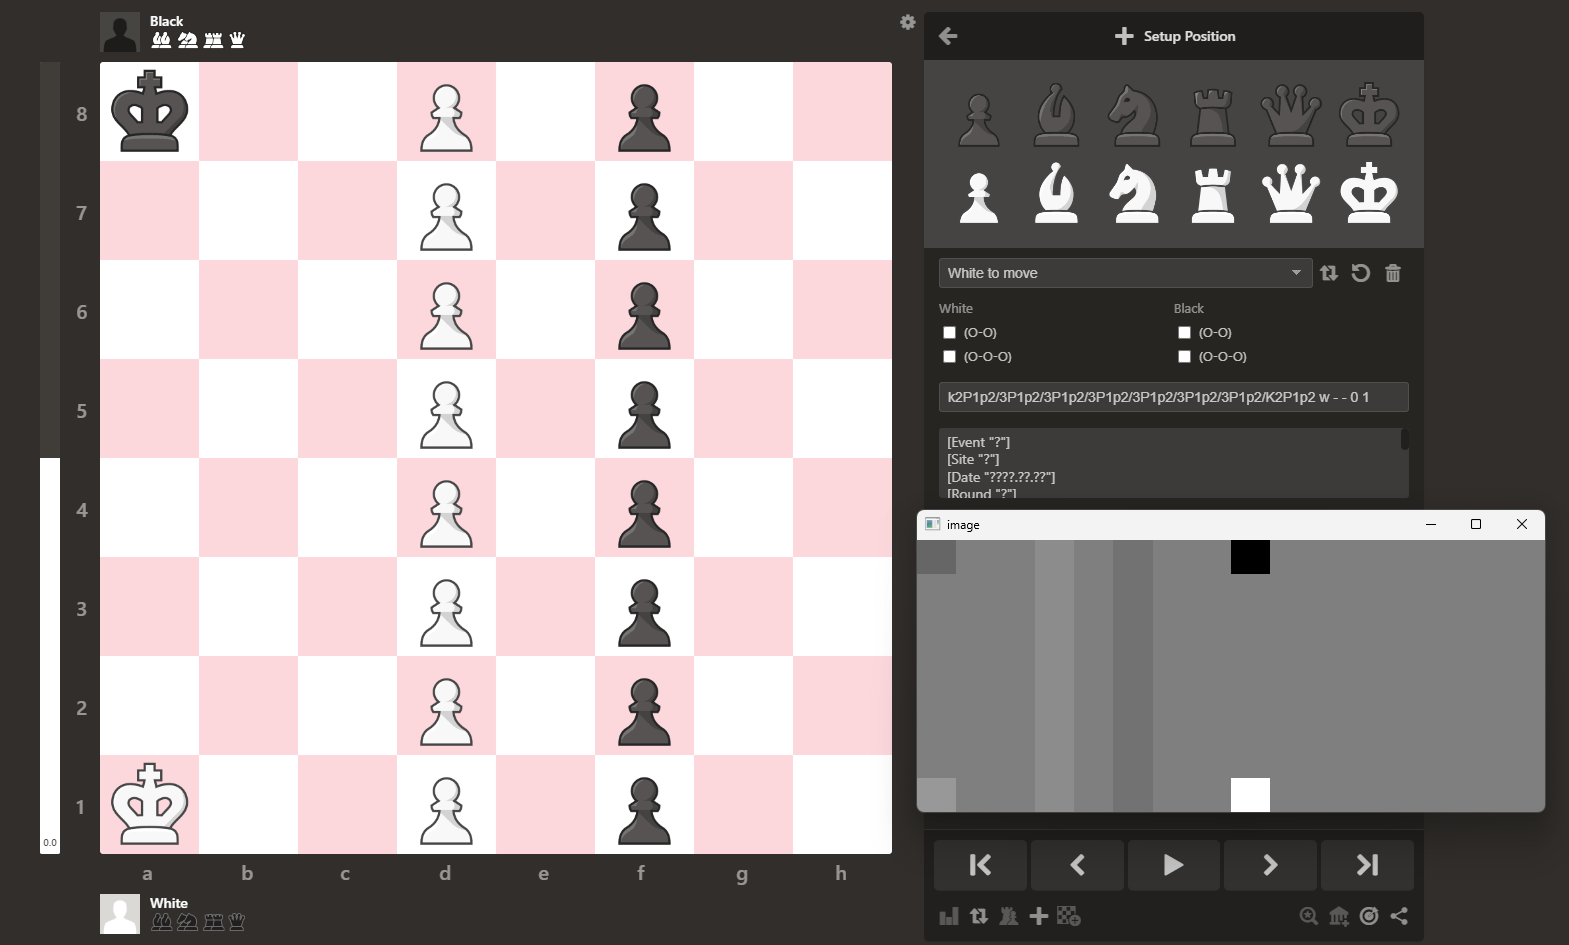 Black
Setup Position
8
7
6
5
4
3
2
1
0.0
a b c d e f g h
White
White to move
White
Black
(O-O)
(O-O)
(O-O-O)
(O-O-O)
k2P1p2/3P1p2/3P1p2/3P1p2/3P1p2/3P1p2/3P1p2/K2P1p2 w - - 0 1
[Event "?"]
[Site "?"]
[Date "????.??.??"]
[Round "?"]
image